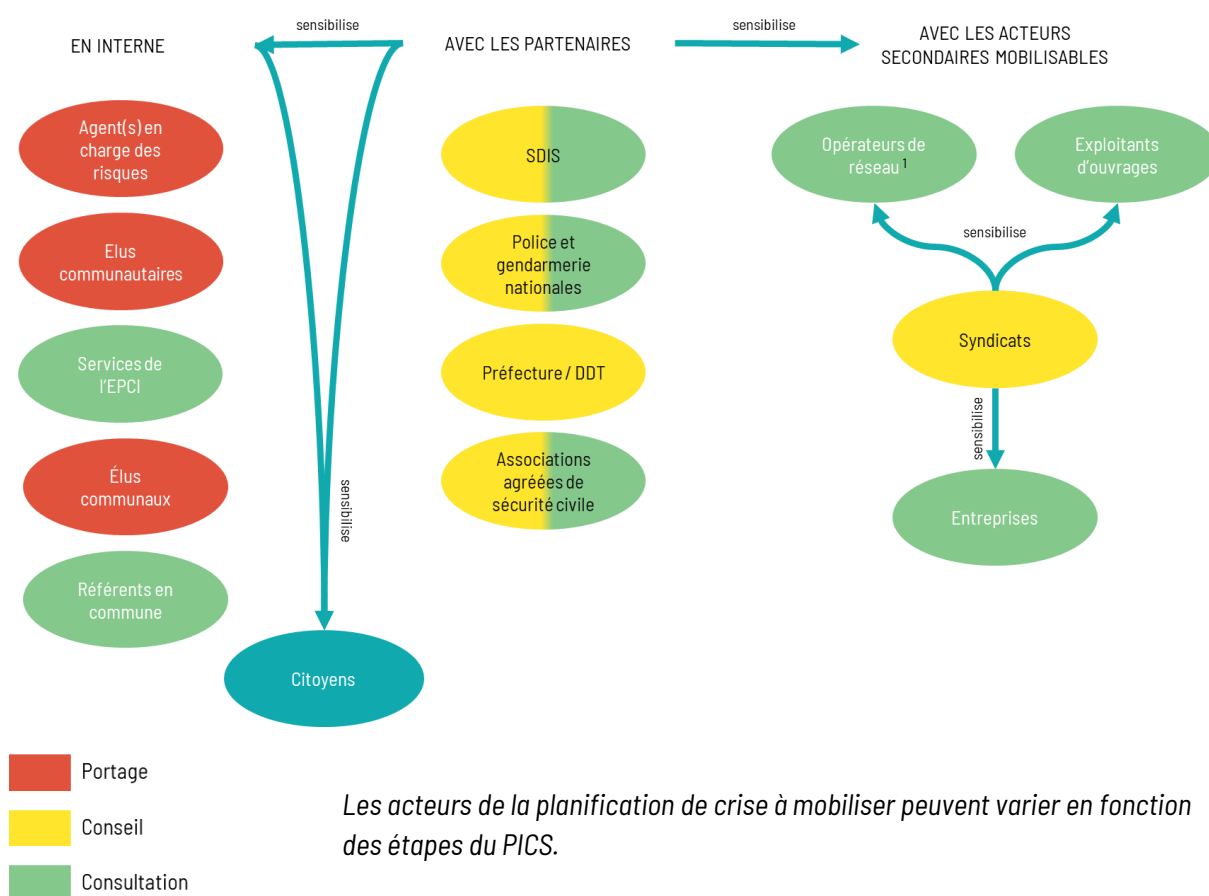 sensibilise
EN INTERNE
AVEC LES PARTENAIRES
sensibilise
AVEC LES ACTEURS
SECONDAIRES MOBILISABLES
Agent(s) en
charge des
risques
Elus
communautaires
Services de
l'EPCI
Élus
communaux
Référents en
commune
sensibilise
Citoyens
SDIS
Police et
gendarmerie
nationales
Préfecture / DDT
Associations
agréées de
sécurité civile
Opérateurs de
réseau ¹
Exploitants
d'ouvrages
sensibilise
Syndicats
sensibilise
Entreprises
Portage
Conseil
Consultation
Les acteurs de la planification de crise à mobiliser peuvent varier en fonction
des étapes du PICS.